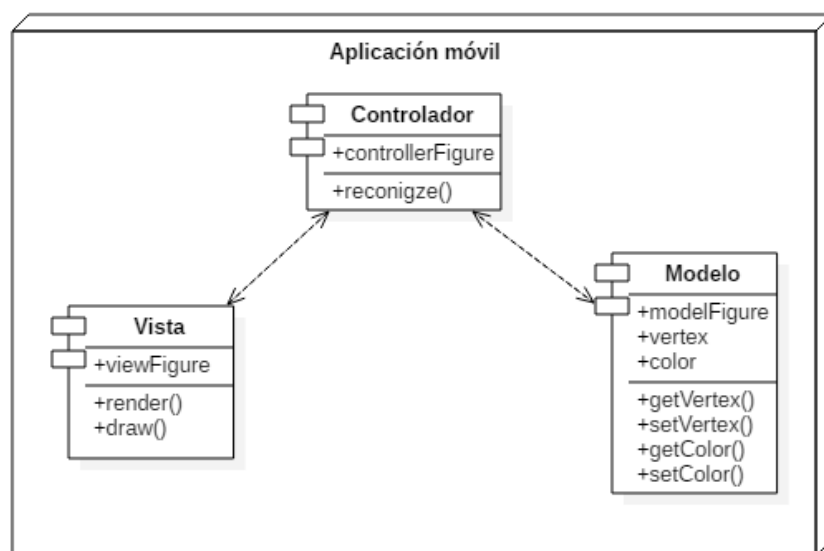 Aplicación móvil
Controlador
+controllerFigure
+reconigze()
Vista
+viewFigure
+render()
+draw()
Modelo
+modelFigure
+vertex
+color
+getVertex()
+setVertex()
+getColor()
+setColor()